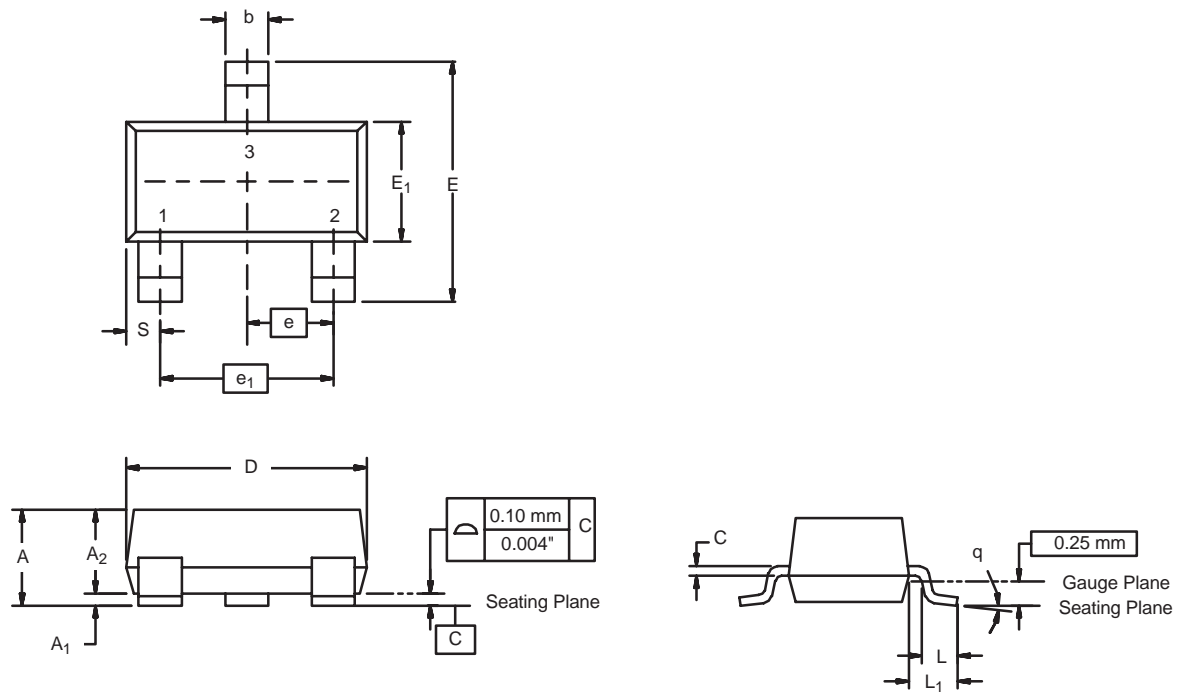 b
3
E₁
E
1
2
S
e
e₁
D
0.10 mm
C
0.004"
A
A₂
Seating Plane
A₁
C
C
q
0.25 mm
Gauge Plane
Seating Plane
L
L₁